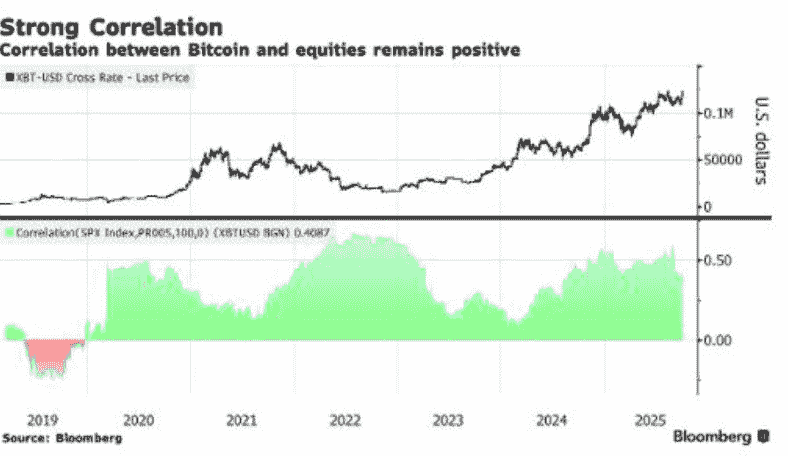 Strong Correlation
Correlation between Bitcoin and equities remains positive
XBT-USD Cross Rate - Last Price
0.1M
50000
0
U.S. dollars
Correlation(SPX Index,PR005,100,0) (XBTUSD BGN) 0.4087
0.50
0.00
2019 2020 2021 2022 2023 2024 2025
Source: Bloomberg
Bloomberg